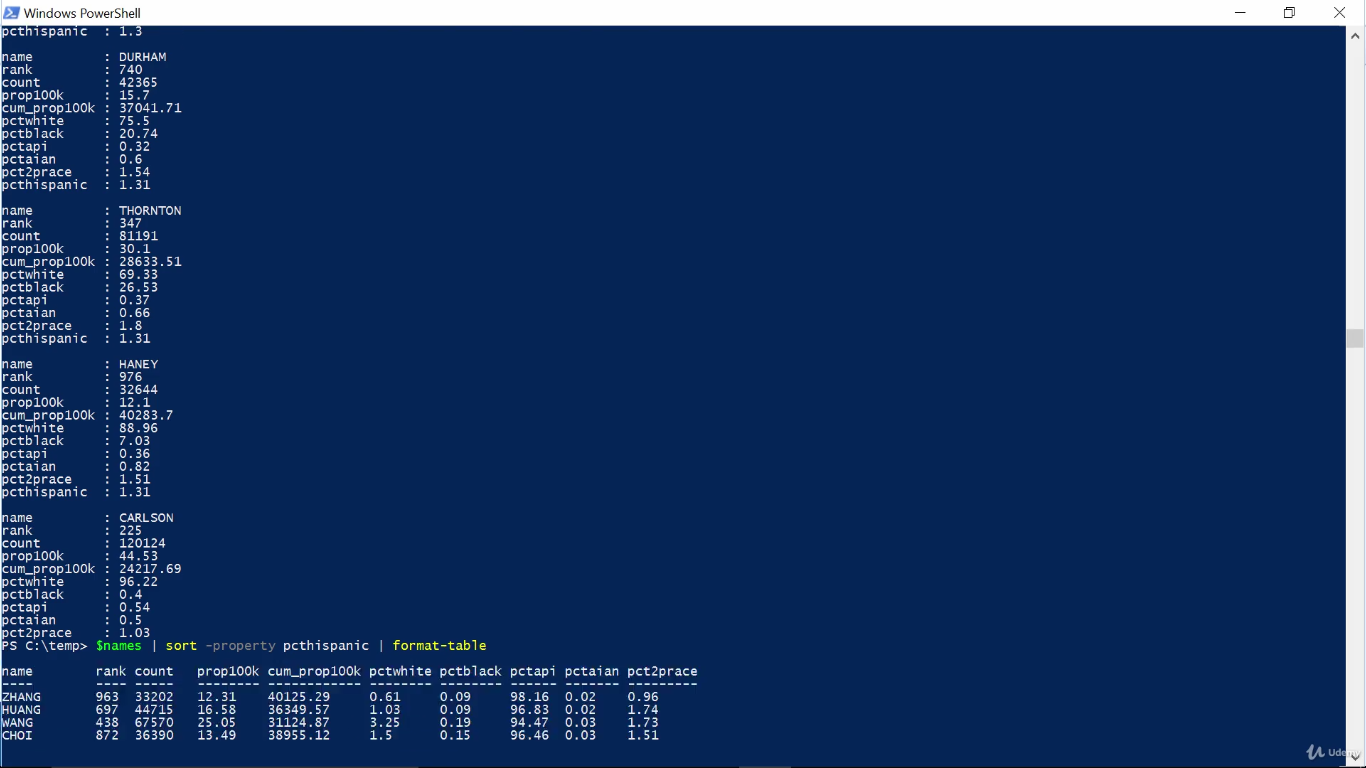 Windows PowerShell
pcthispanic : 1.3
name : DURHAM
rank : 740
count : 42365
prop100k : 15.7
cum_prop100k : 37041.71
pctwhite : 75.5
pctblack : 20.74
pctapi : 0.32
pctaian : 0.6
pct2prace : 1.54
pcthispanic : 1.31
name : THORNTON
rank : 347
count : 81191
prop100k : 30.1
cum_prop100k : 28633.51
pctwhite : 69.33
pctblack : 26.53
pctapi : 0.37
pctaian : 0.66
pct2prace : 1.8
pcthispanic : 1.31
name : HANEY
rank : 976
count : 32644
prop100k : 12.1
cum_prop100k : 40283.7
pctwhite : 88.96
pctblack : 7.03
pctapi : 0.36
pctaian : 0.82
pct2prace : 1.51
pcthispanic : 1.31
name : CARLSON
rank : 225
count : 120124
prop100k : 44.53
cum_prop100k : 24217.69
pctwhite : 96.22
pctblack : 0.4
pctapi : 0.54
pctaian : 0.5
pct2prace : 1.03
PS C:\temp> $names | sort -property pcthispanic | format-table
name rank count prop100k cum_prop100k pctwhite pctblack pctapi pctaian pct2prace
---- ---- ----- -------- ------------ -------- -------- ------ ------- ---------
ZHANG 963 33202 12.31 40125.29 0.61 0.09 98.16 0.02 0.96
HUANG 697 44715 16.58 36349.57 1.03 0.09 96.83 0.02 1.74
WANG 438 67570 25.05 31124.87 3.25 0.19 94.47 0.03 1.73
CHOI 872 36390 13.49 38955.12 1.5 0.15 96.46 0.03 1.51
Udemy